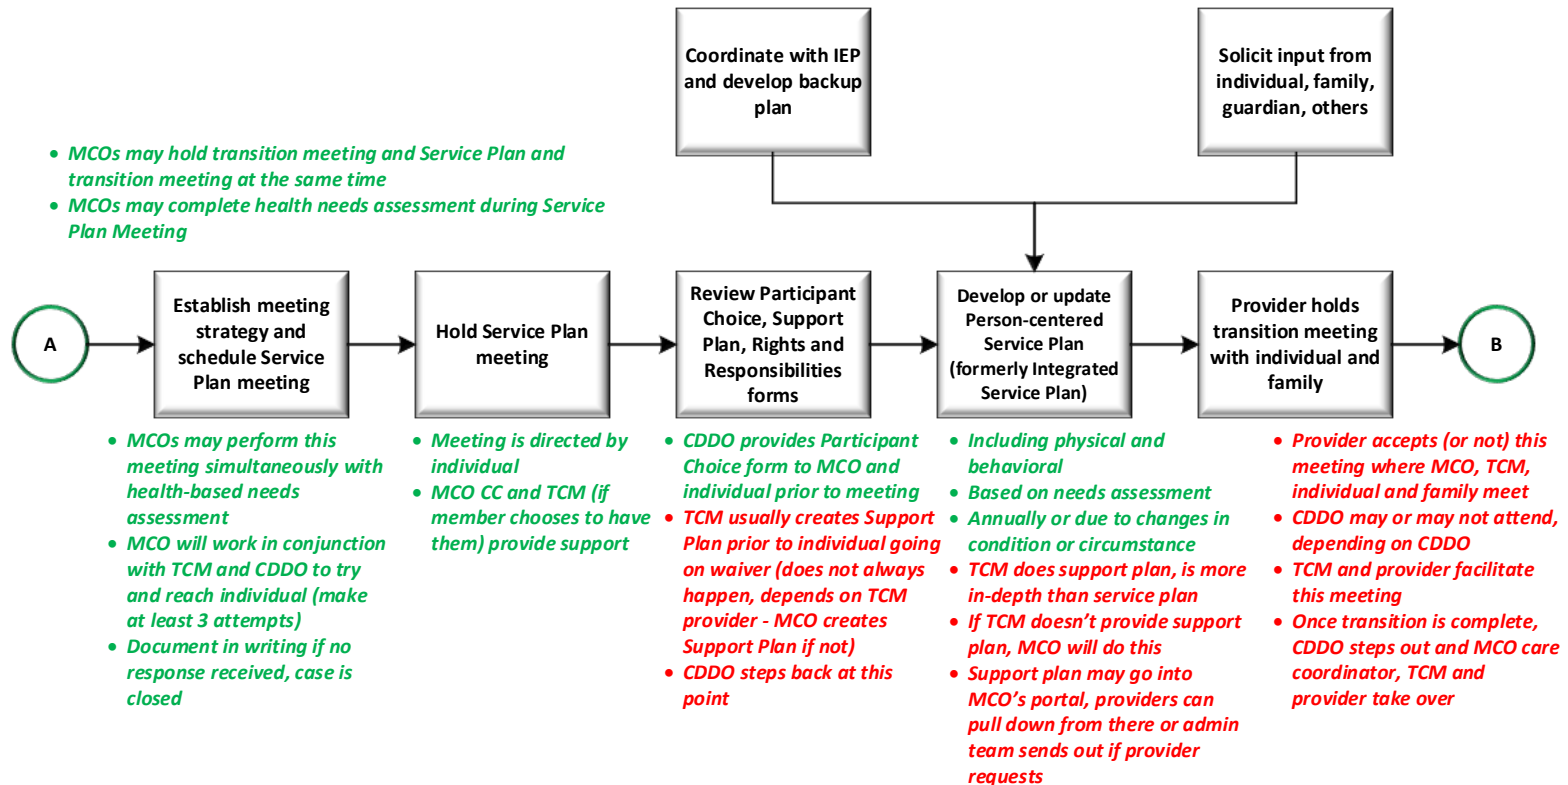 Coordinate with IEP
and develop backup
plan
Solicit input from
individual, family,
guardian, others
• MCOs may hold transition meeting and Service Plan and
transition meeting at the same time
• MCOs may complete health needs assessment during Service
Plan Meeting
A
Establish meeting
strategy and
schedule Service
Plan meeting
Hold Service Plan
meeting
Review Participant
Choice, Support
Plan, Rights and
Responsibilities
forms
Develop or update
Person-centered
Service Plan
(formerly Integrated
Service Plan)
Provider holds
transition meeting
with individual and
family
B
• MCOs may perform this
meeting simultaneously with
health-based needs
assessment
• MCO will work in conjunction
with TCM and CDDO to try
and reach individual (make
at least 3 attempts)
• Document in writing if no
response received, case is
closed
• Meeting is directed by
individual
• MCO CC and TCM (if
member chooses to have
them) provide support
• CDDO provides Participant
Choice form to MCO and
individual prior to meeting
• TCM usually creates Support
Plan prior to individual going
on waiver (does not always
happen, depends on TCM
provider - MCO creates
Support Plan if not)
• CDDO steps back at this
point
• Including physical and
behavioral
• Based on needs assessment
• Annually or due to changes in
condition or circumstance
• TCM does support plan, is more
in-depth than service plan
• If TCM doesn’t provide support
plan, MCO will do this
• Support plan may go into
MCO’s portal, providers can
pull down from there or admin
team sends out if provider
requests
• Provider accepts (or not) this
meeting where MCO, TCM,
individual and family meet
• CDDO may or may not attend,
depending on CDDO
• TCM and provider facilitate
this meeting
• Once transition is complete,
CDDO steps out and MCO care
coordinator, TCM and
provider take over